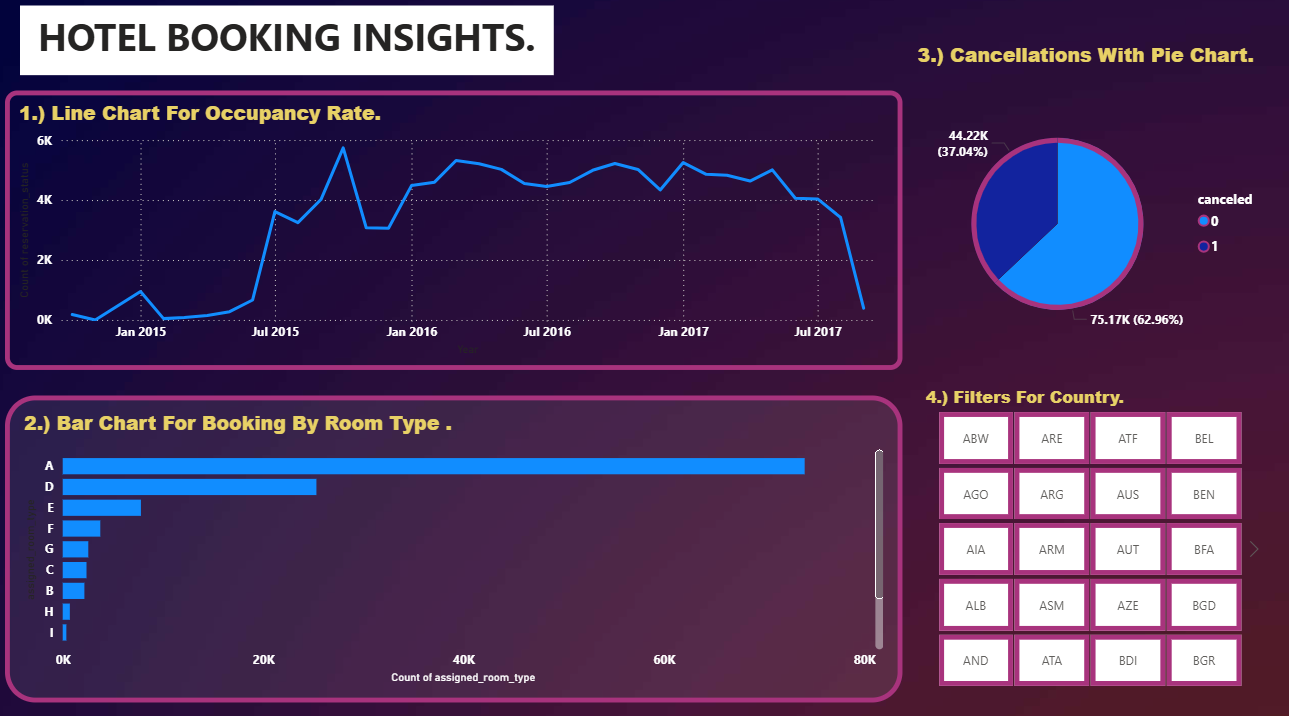 HOTEL BOOKING INSIGHTS.
1.) Line Chart For Occupancy Rate.
6K
4K
2K
0K
Count of reservation_status
Jan 2015
Jul 2015
Jan 2016
Jul 2016
Jan 2017
Jul 2017
Year
2.) Bar Chart For Booking By Room Type .
A
D
E
F
G
C
B
H
I
0K
20K
40K
60K
80K
Count of assigned_room_type
3.) Cancellations With Pie Chart.
44.22K
(37.04%)
75.17K (62.96%)
canceled
0
1
4.) Filters For Country.
ABW ARE ATF BEL
AGO ARG AUS BEN
AIA ARM AUT BFA
ALB ASM AZE BGD
AND ATA BDI BGR